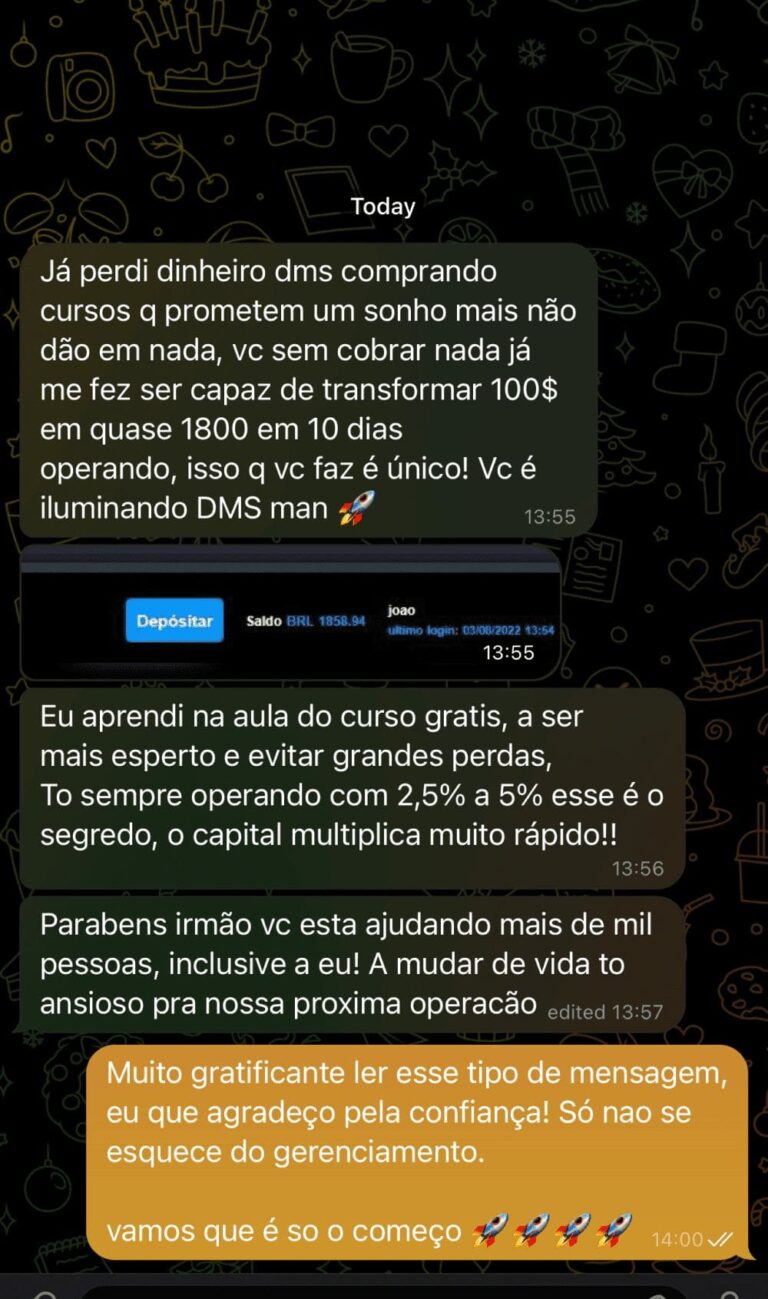 Today
Já perdi dinheiro dms comprando
cursos q prometem um sonho mais não
dão em nada, vc sem cobrar nada já
me fez ser capaz de transformar 100$
em quase 1800 em 10 dias
operando, isso q vc faz é único! Vc é
iluminando DMS man 🚀
13:55
Depósitar Saldo BRL 1858.94 joao
ultimo login: 03/08/2022 13:54
13:55
Eu aprendi na aula do curso gratis, a ser
mais esperto e evitar grandes perdas,
To sempre operando com 2,5% a 5% esse é o
segredo, o capital multiplica muito rápido!!
13:56
Parabens irmão vc esta ajudando mais de mil
pessoas, inclusive a eu! A mudar de vida to
ansioso pra nossa proxima operacão edited 13:57
Muito gratificante ler esse tipo de mensagem,
eu que agradeço pela confiança! Só nao se
esquece do gerenciamento.
vamos que é so o começo 🚀🚀🚀🚀 14:00